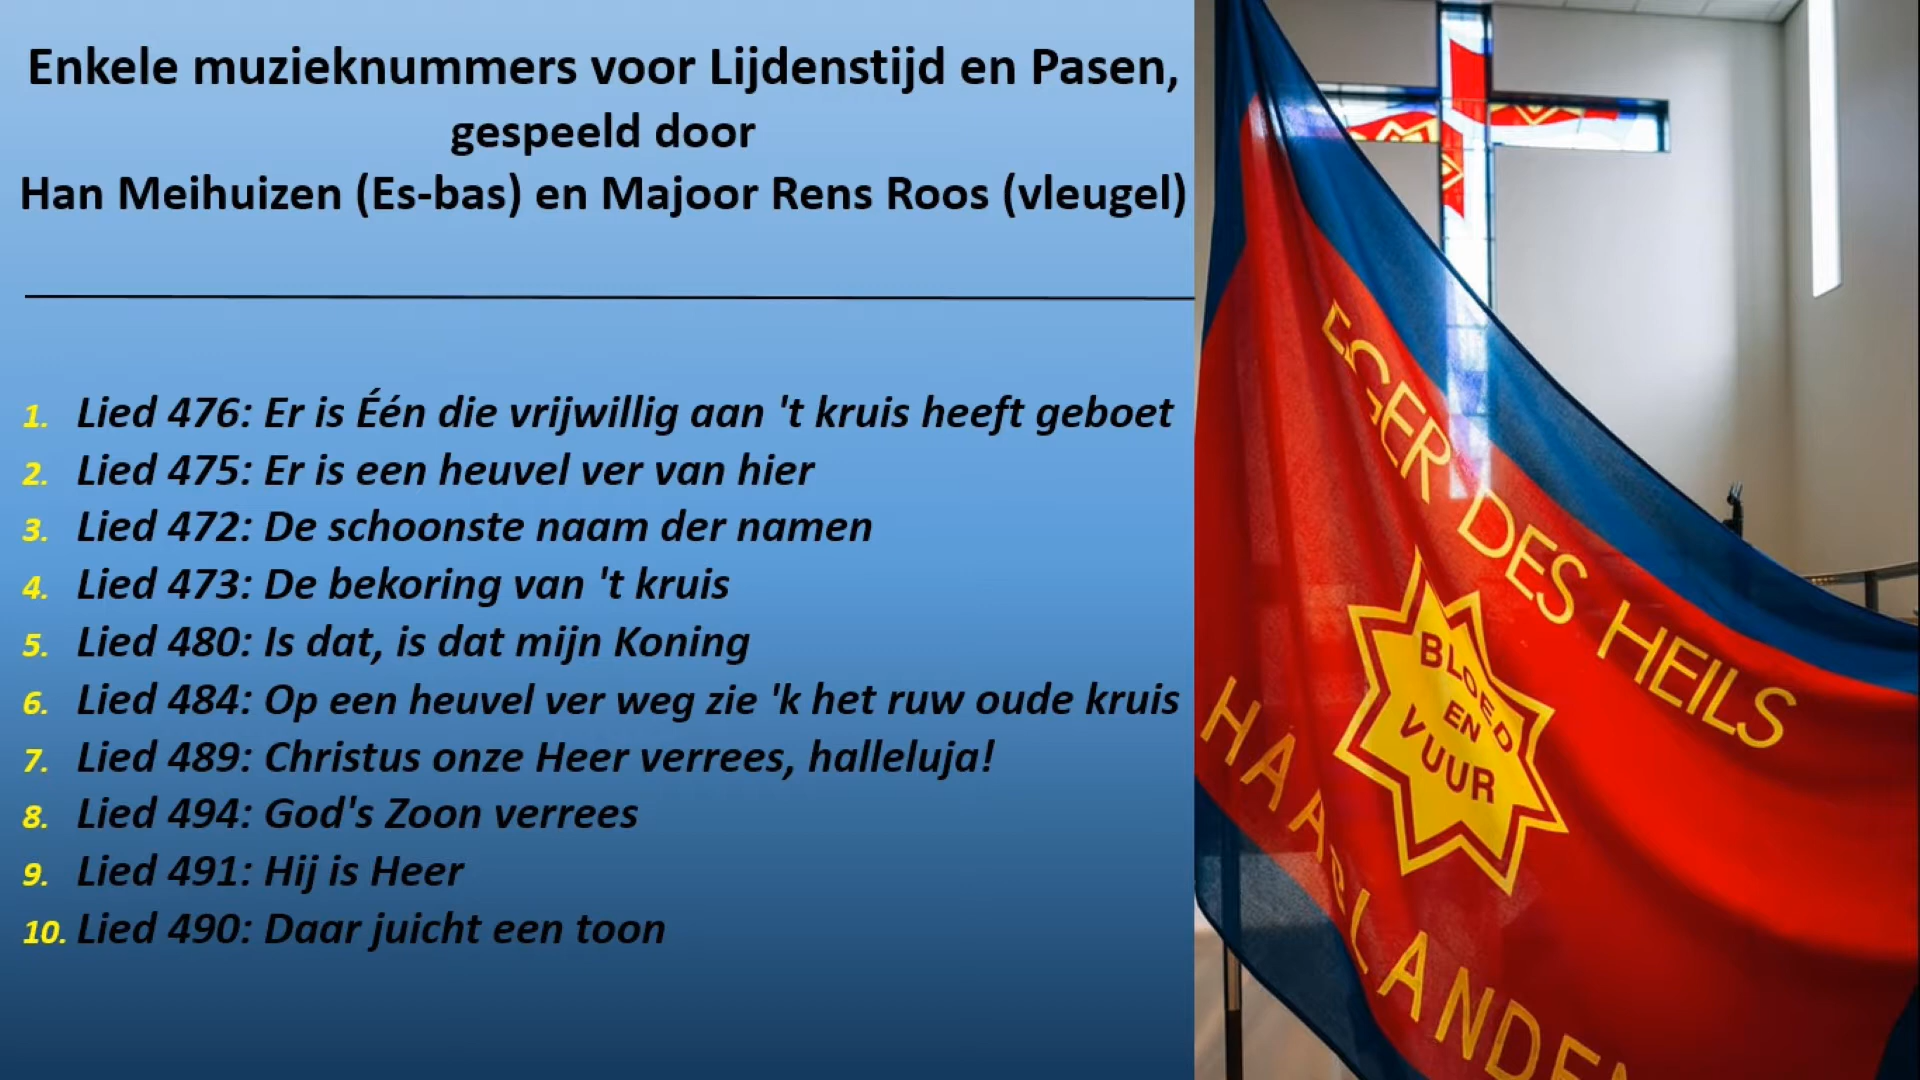 Enkele muzieknummers voor Lijdenstijd en Pasen,
gespeeld door
Han Meihuizen (Es-bas) en Majoor Rens Roos (vleugel)
1. Lied 476: Er is Één die vrijwillig aan 't kruis heeft geboet
2. Lied 475: Er is een heuvel ver van hier
3. Lied 472: De schoonste naam der namen
4. Lied 473: De bekoring van 't kruis
5. Lied 480: Is dat, is dat mijn Koning
6. Lied 484: Op een heuvel ver weg zie 'k het ruw oude kruis
7. Lied 489: Christus onze Heer verrees, halleluja!
8. Lied 494: God's Zoon verrees
9. Lied 491: Hij is Heer
10. Lied 490: Daar juicht een toon
EGER DES HEILS
BLOED
EN
VUUR